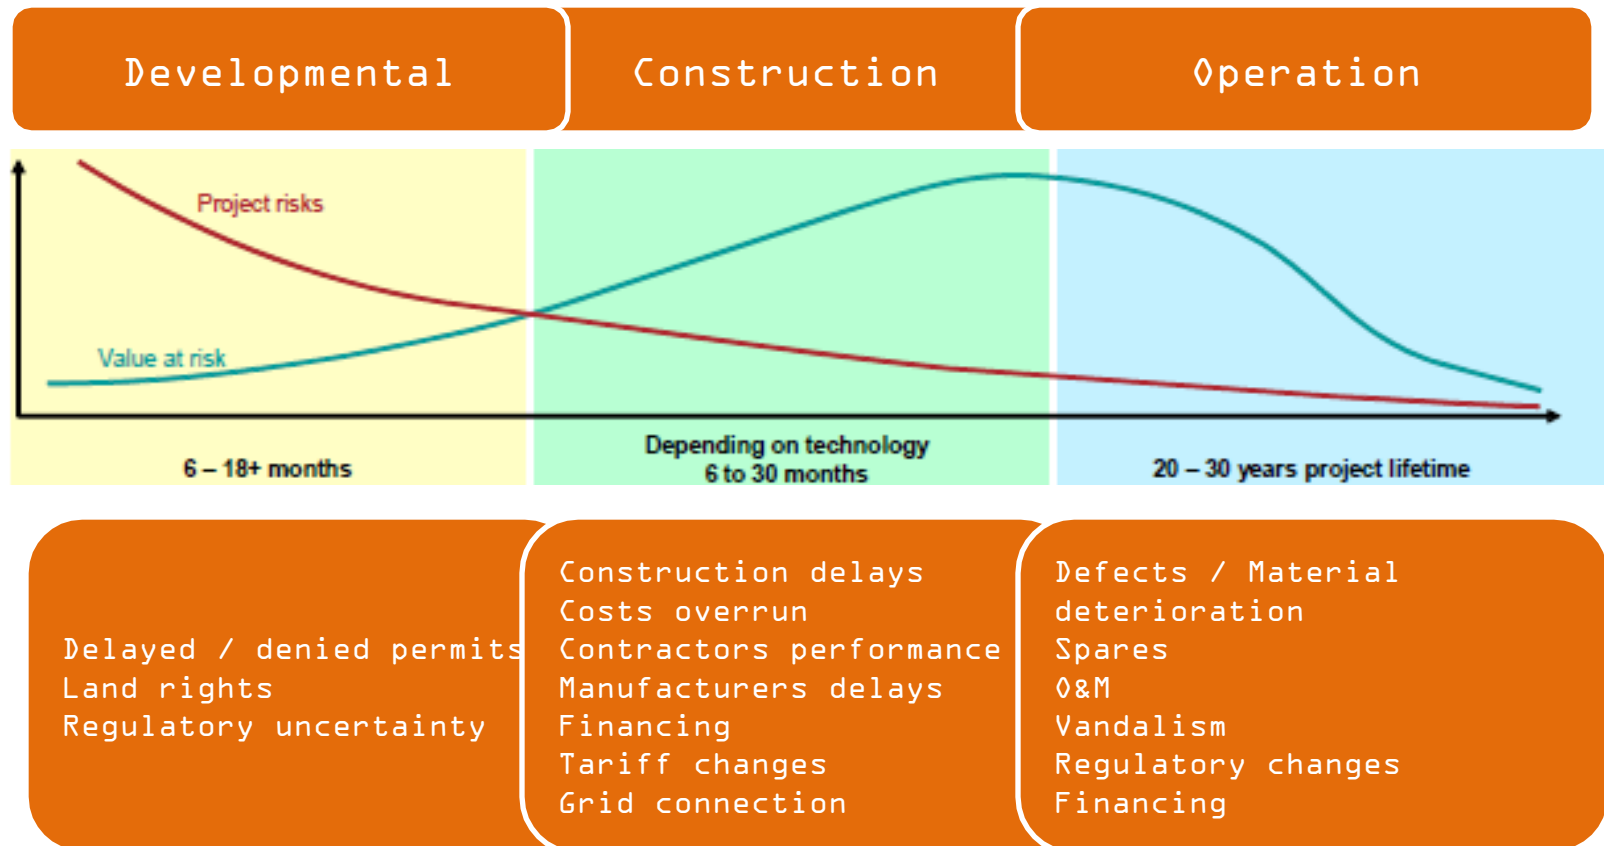 Developmental
Construction
Operation
Project risks
Value at risk
6 – 18+ months
Depending on technology
6 to 30 months
20 – 30 years project lifetime
Delayed / denied permits
Land rights
Regulatory uncertainty
Construction delays
Costs overrun
Contractors performance
Manufacturers delays
Financing
Tariff changes
Grid connection
Defects / Material
deterioration
Spares
O&M
Vandalism
Regulatory changes
Financing